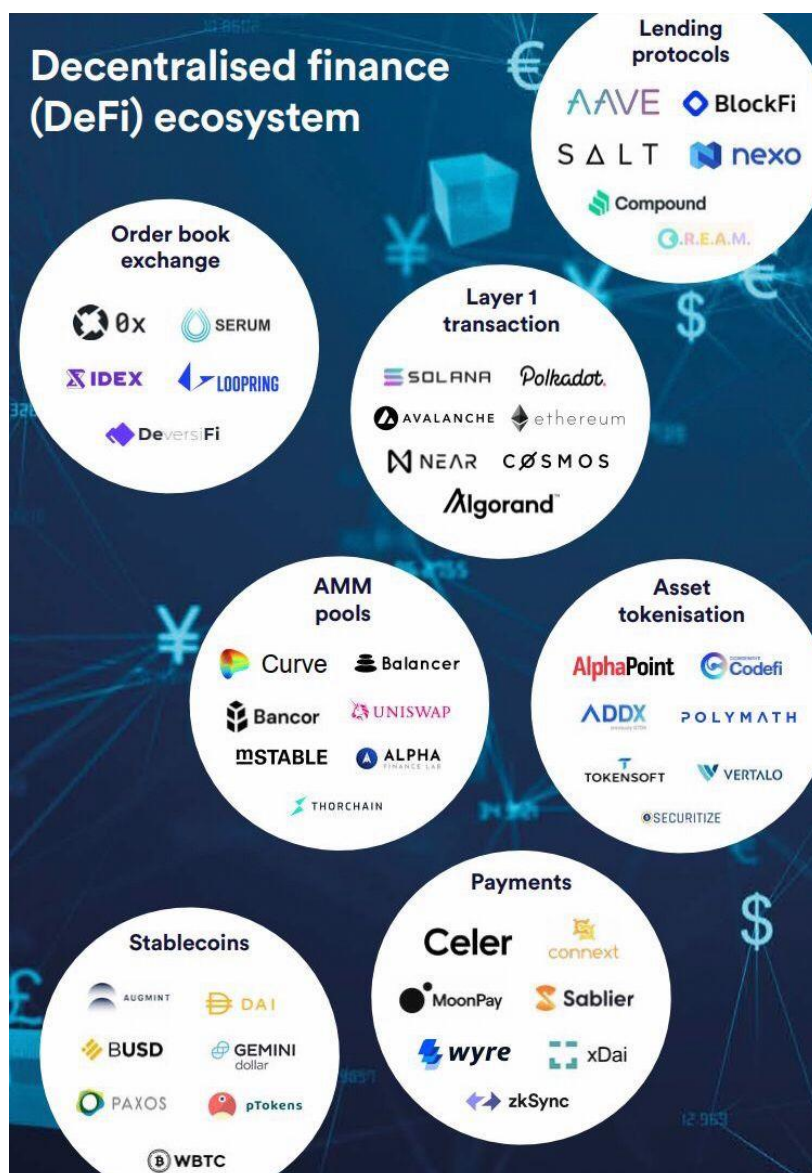 Decentralised finance
(DeFi) ecosystem
Lending
protocols
AAVE BlockFi
SALT nexo
Compound
C.R.E.A.M.
Order book
exchange
0x SERUM
IDEX LOOPRING
DeversiFi
Layer 1
transaction
SOLANA Polkadot.
AVALANCHE ethereum
NEAR COSMOS
Algorand™
AMM
pools
Curve Balancer
Bancor UNISWAP
mSTABLE ALPHA
FINANCE LAB
THORCHAIN
Asset
tokenisation
AlphaPoint Codefi
ADDX POLYMATH
TOKENSOFT VERTALO
SECURITIZE
Payments
Celer connext
MoonPay Sablier
wyre xDai
zkSync
Stablecoins
AUGMINT DAI
BUSD GEMINI
dollar
PAXOS pTokens
WBTC
12.969